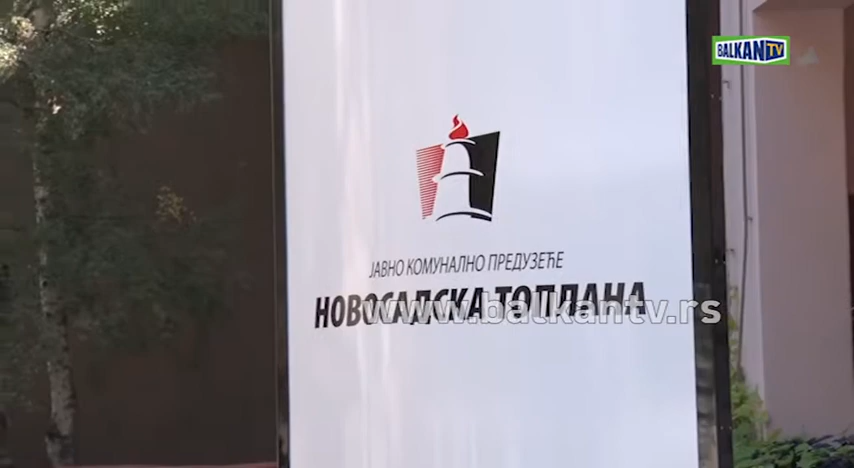 BALKAN TV
ЈАВНО КОМУНАЛНО ПРЕДУЗЕЋЕ
НОВОСАДСКА ТОПЛАНА
www.balkantv.rs